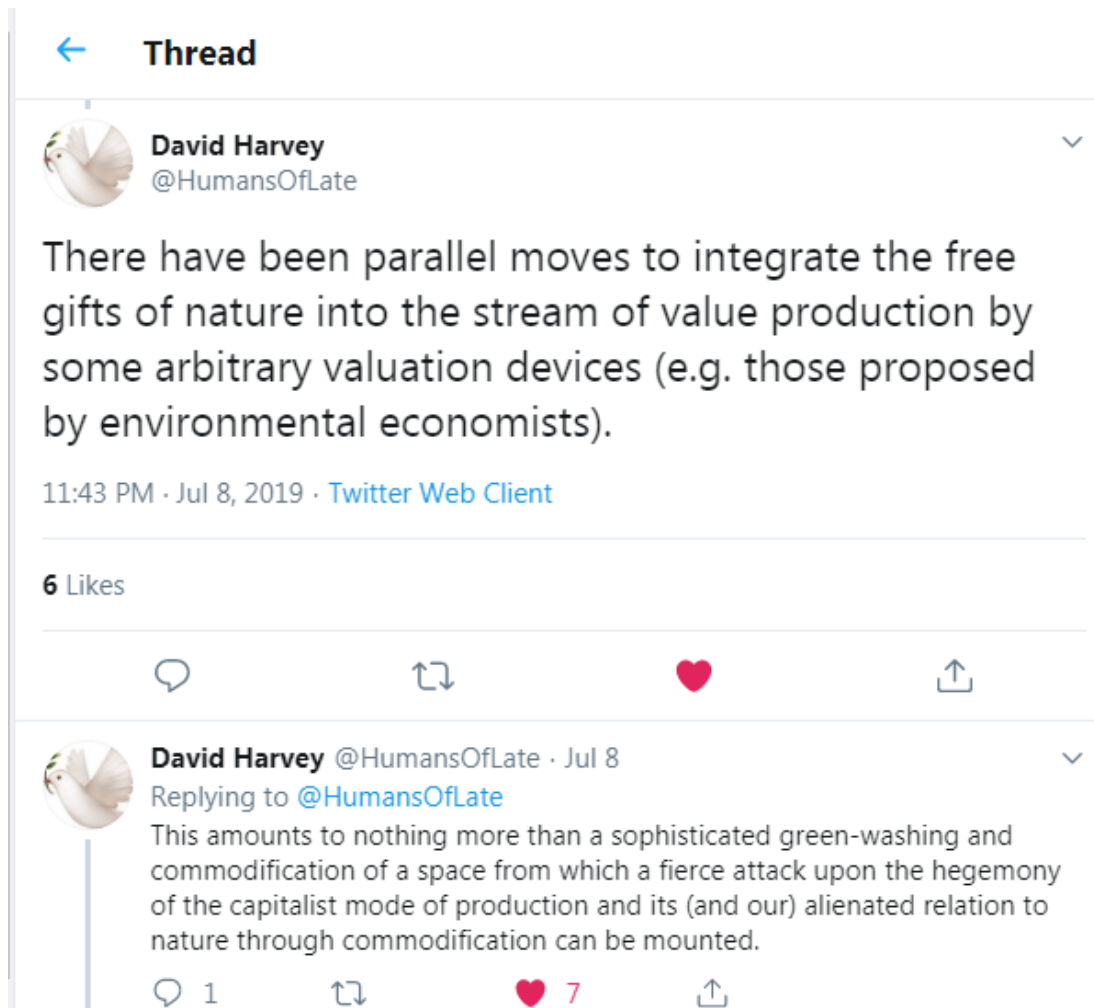 Thread
David Harvey
@HumansOfLate
There have been parallel moves to integrate the free
gifts of nature into the stream of value production by
some arbitrary valuation devices (e.g. those proposed
by environmental economists).
11:43 PM · Jul 8, 2019 · Twitter Web Client
6 Likes
David Harvey @HumansOfLate · Jul 8
Replying to @HumansOfLate
This amounts to nothing more than a sophisticated green-washing and
commodification of a space from which a fierce attack upon the hegemony
of the capitalist mode of production and its (and our) alienated relation to
nature through commodification can be mounted.
1 7